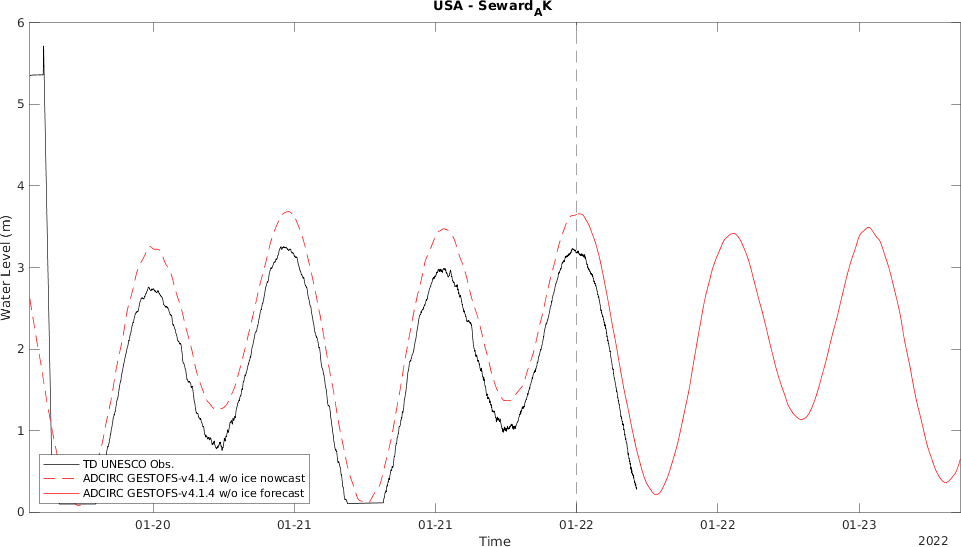 USA - Seward_AK
6
5
4
3
2
1
0
Water Level (m)
TD UNESCO Obs.
ADCIRC GESTOFS-v4.1.4 w/o ice nowcast
ADCIRC GESTOFS-v4.1.4 w/o ice forecast
01-20 01-21 01-21 01-22 01-22 01-23
Time
2022